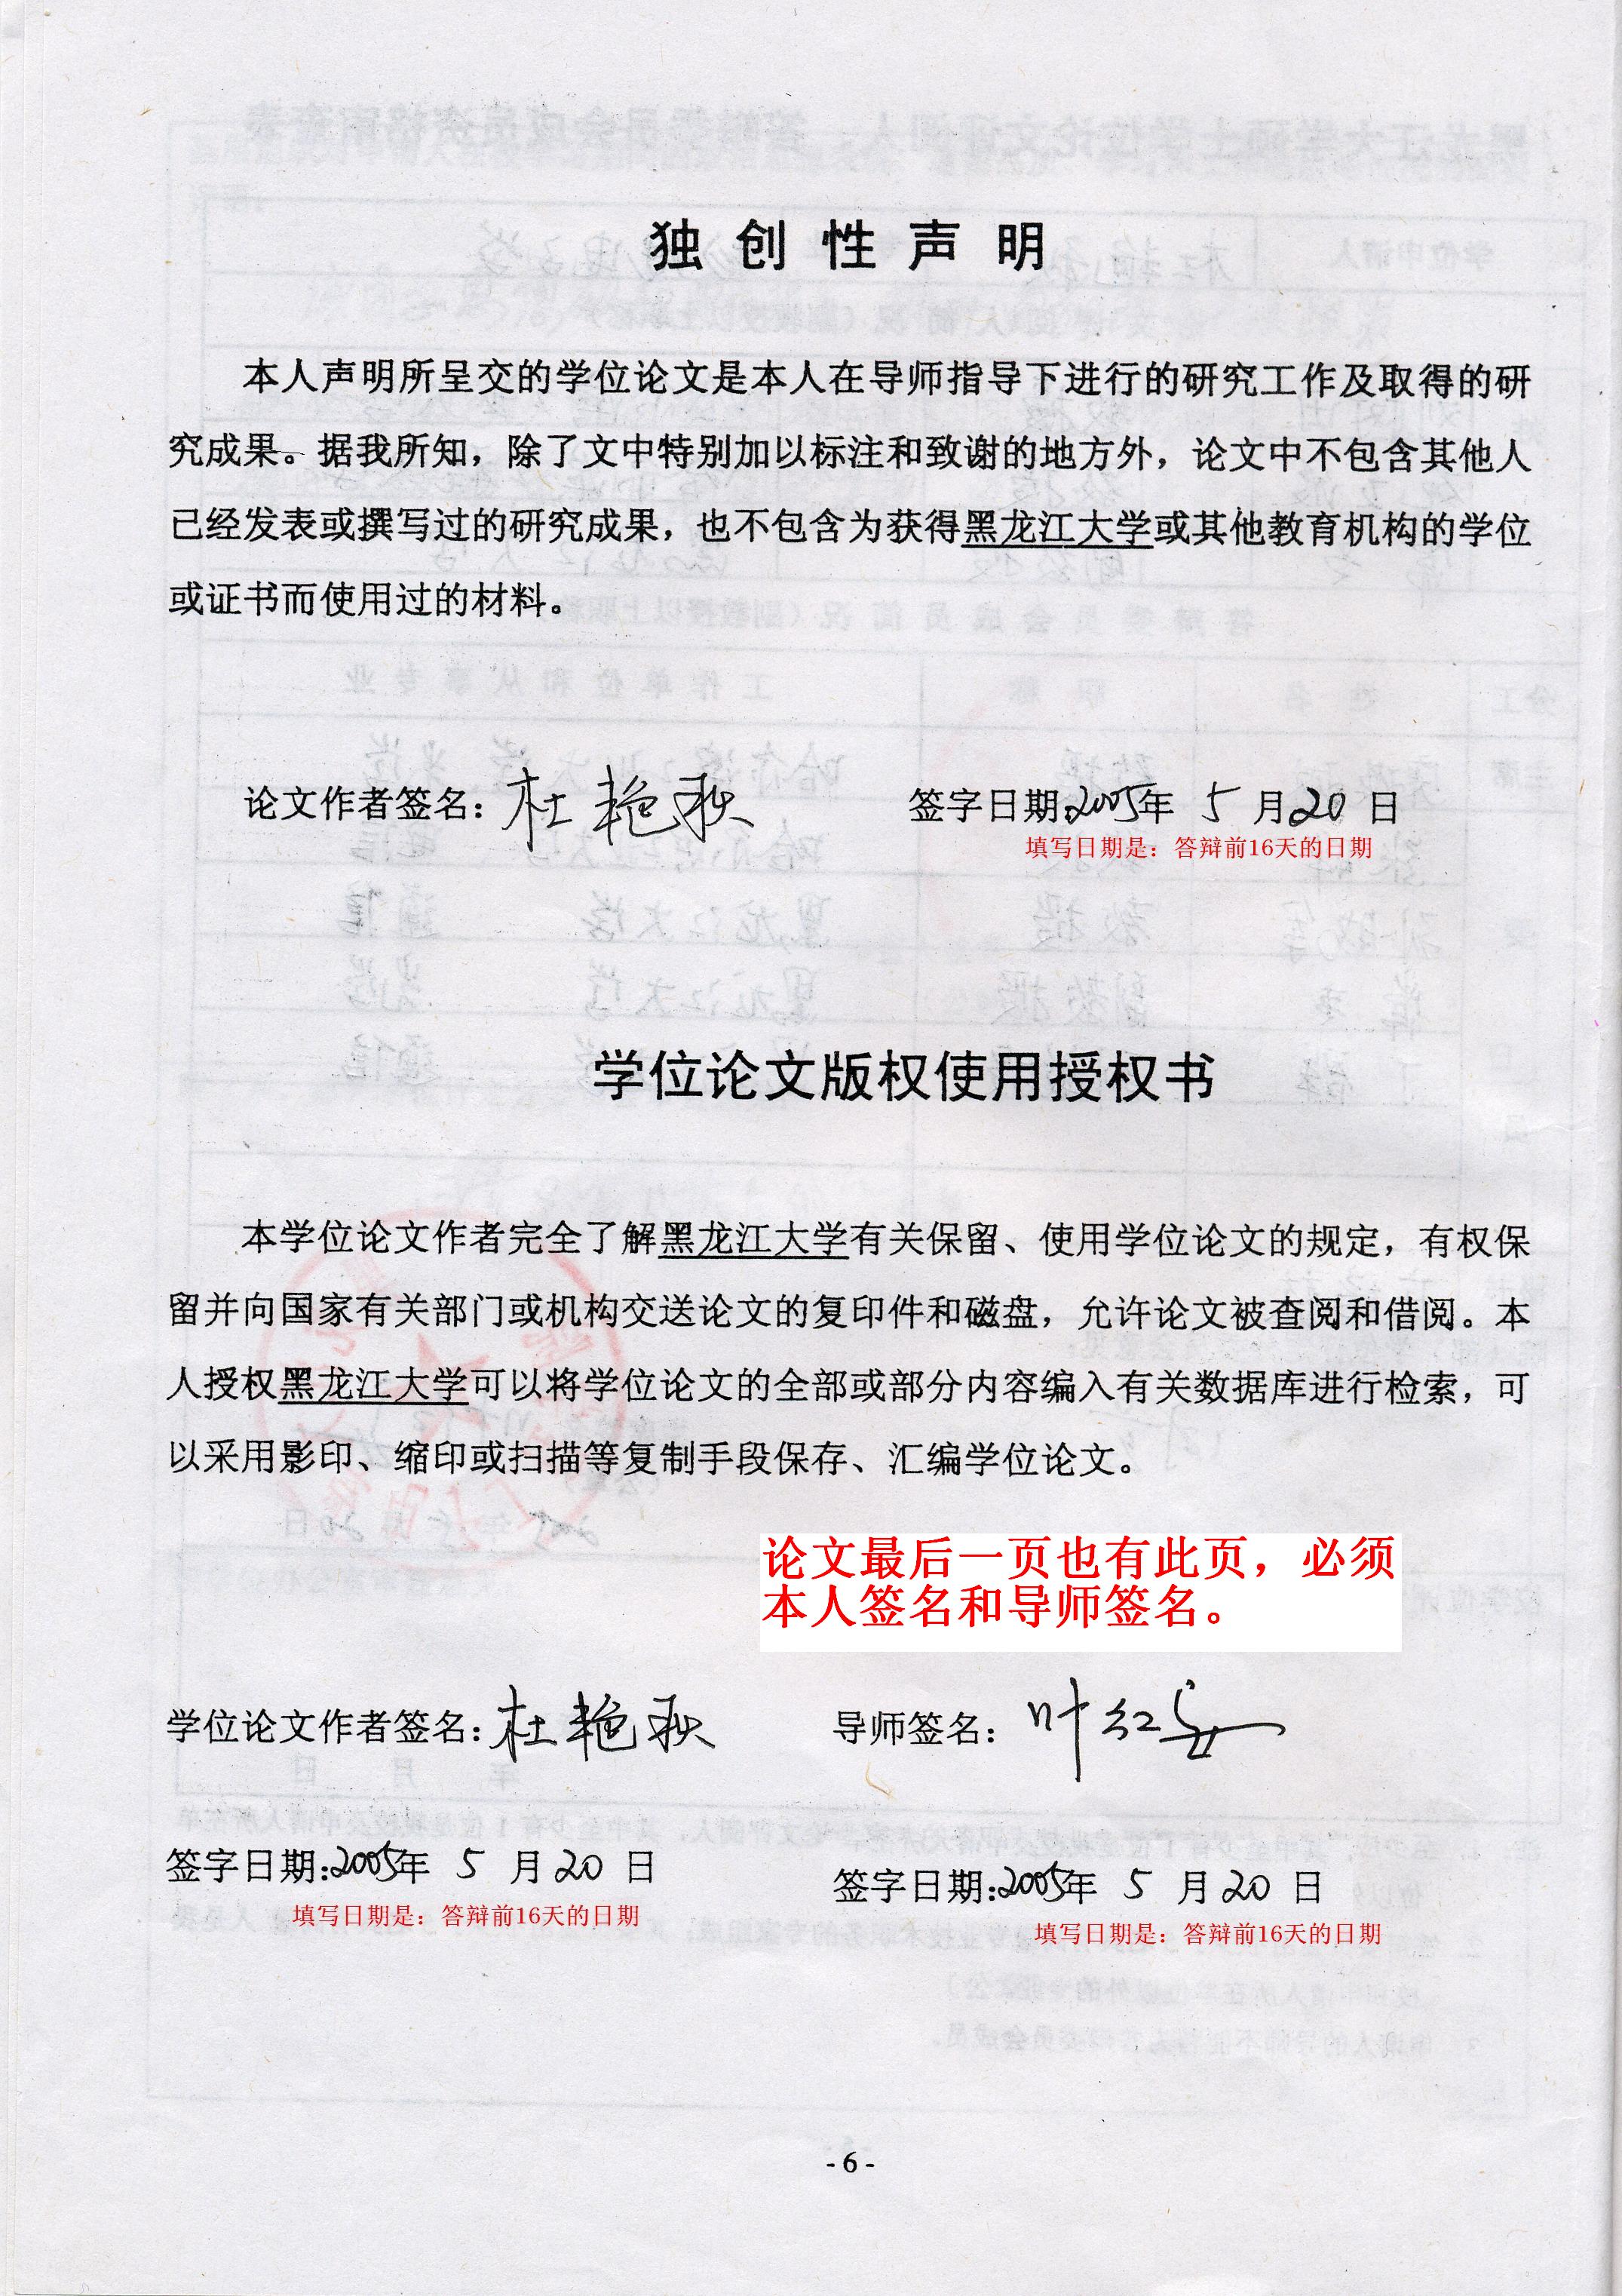 独创性声明
本人声明所呈交的学位论文是本人在导师指导下进行的研究工作及取得的研
究成果。据我所知，除了文中特别加以标注和致谢的地方外，论文中不包含其他人
已经发表或撰写过的研究成果，也不包含为获得黑龙江大学或其他教育机构的学位
或证书而使用过的材料。
论文作者签名：杜艳秋 签字日期：2005年 5 月 20 日
填写日期是：答辩前16天的日期
学位论文版权使用授权书
本学位论文作者完全了解黑龙江大学有关保留、使用学位论文的规定，有权保
留并向国家有关部门或机构交送论文的复印件和磁盘，允许论文被查阅和借阅。本
人授权黑龙江大学可以将学位论文的全部或部分内容编入有关数据库进行检索，可
以采用影印、缩印或扫描等复制手段保存、汇编学位论文。
论文最后一页也有此页，必须
本人签名和导师签名。
学位论文作者签名：杜艳秋 导师签名：叶红
签字日期：2005年 5 月 20 日 签字日期：2005年 5 月 20 日
填写日期是：答辩前16天的日期 填写日期是：答辩前16天的日期
- 6 -